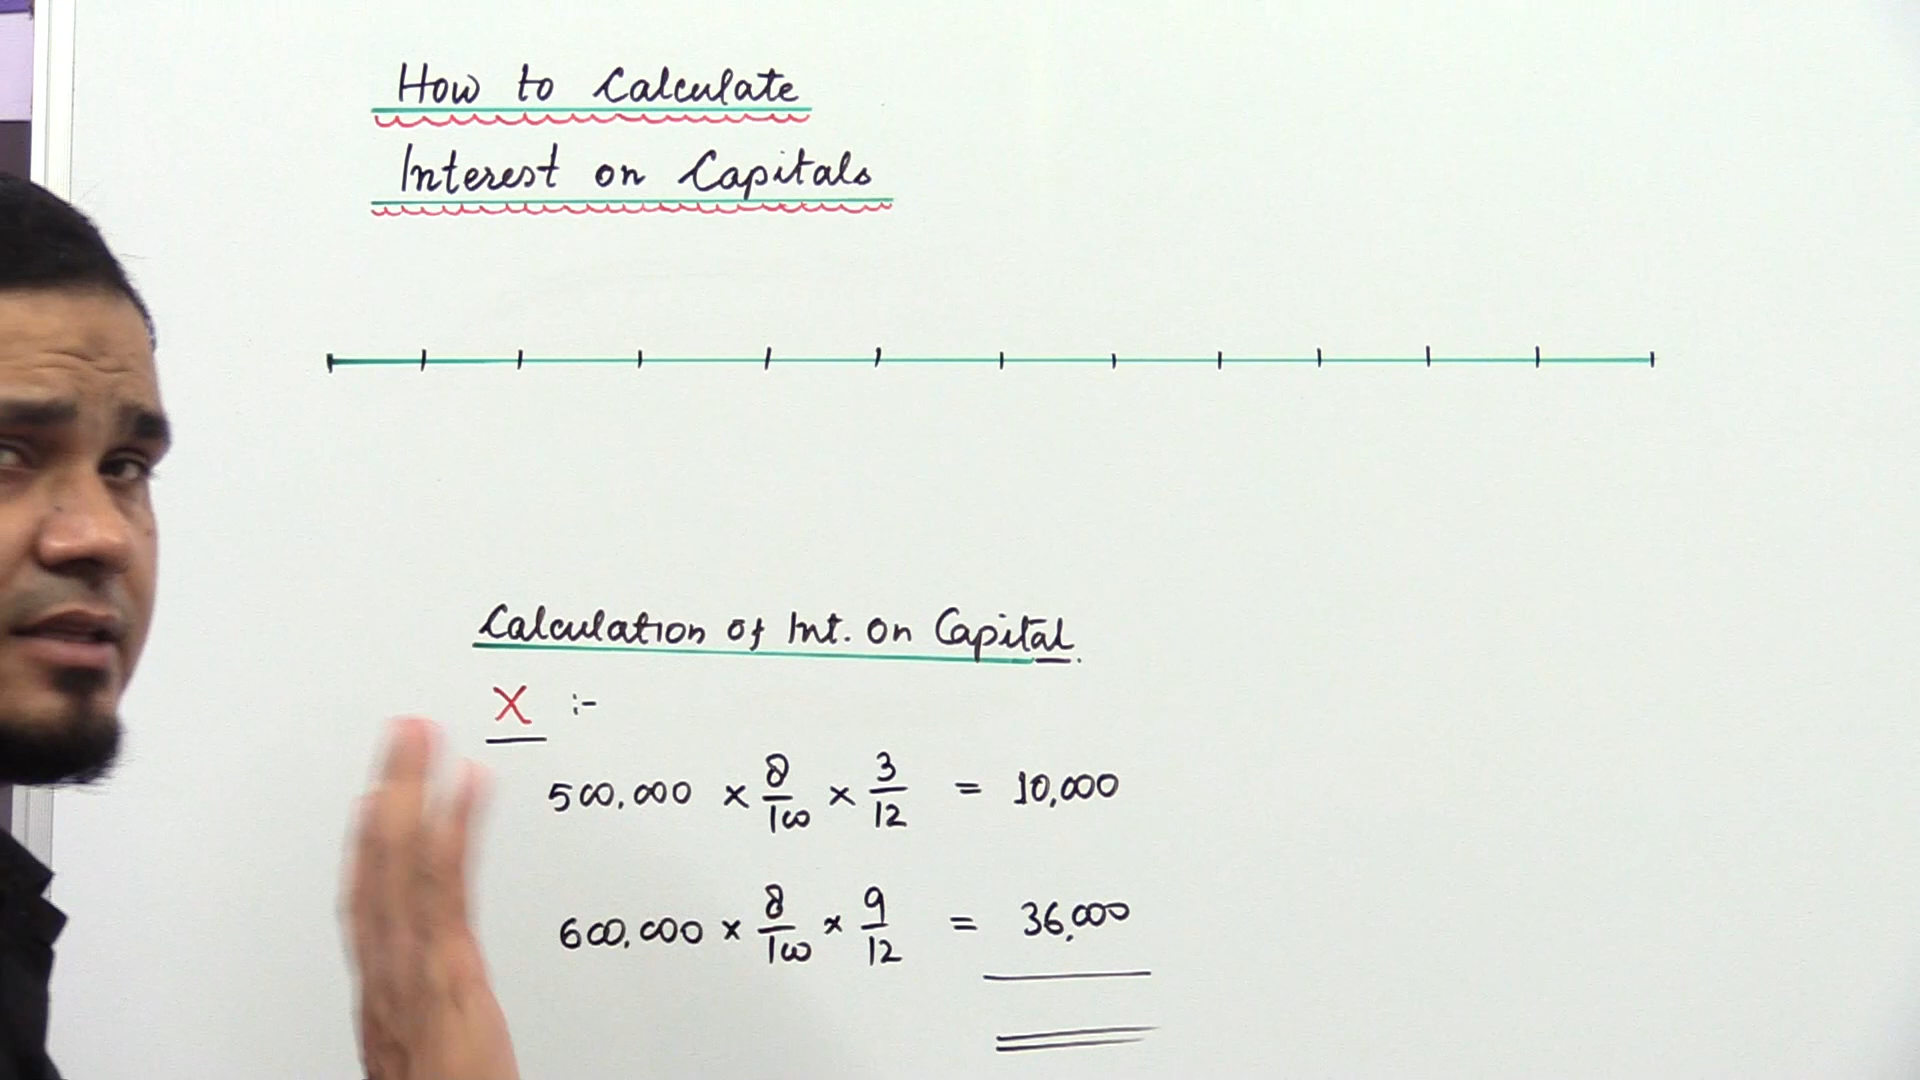 How to Calculate
Interest on Capitals
Calculation of Int. on Capital.
X :-
500,000 × 8/100 × 3/12 = 10,000
600,000 × 8/100 × 9/12 = 36,000